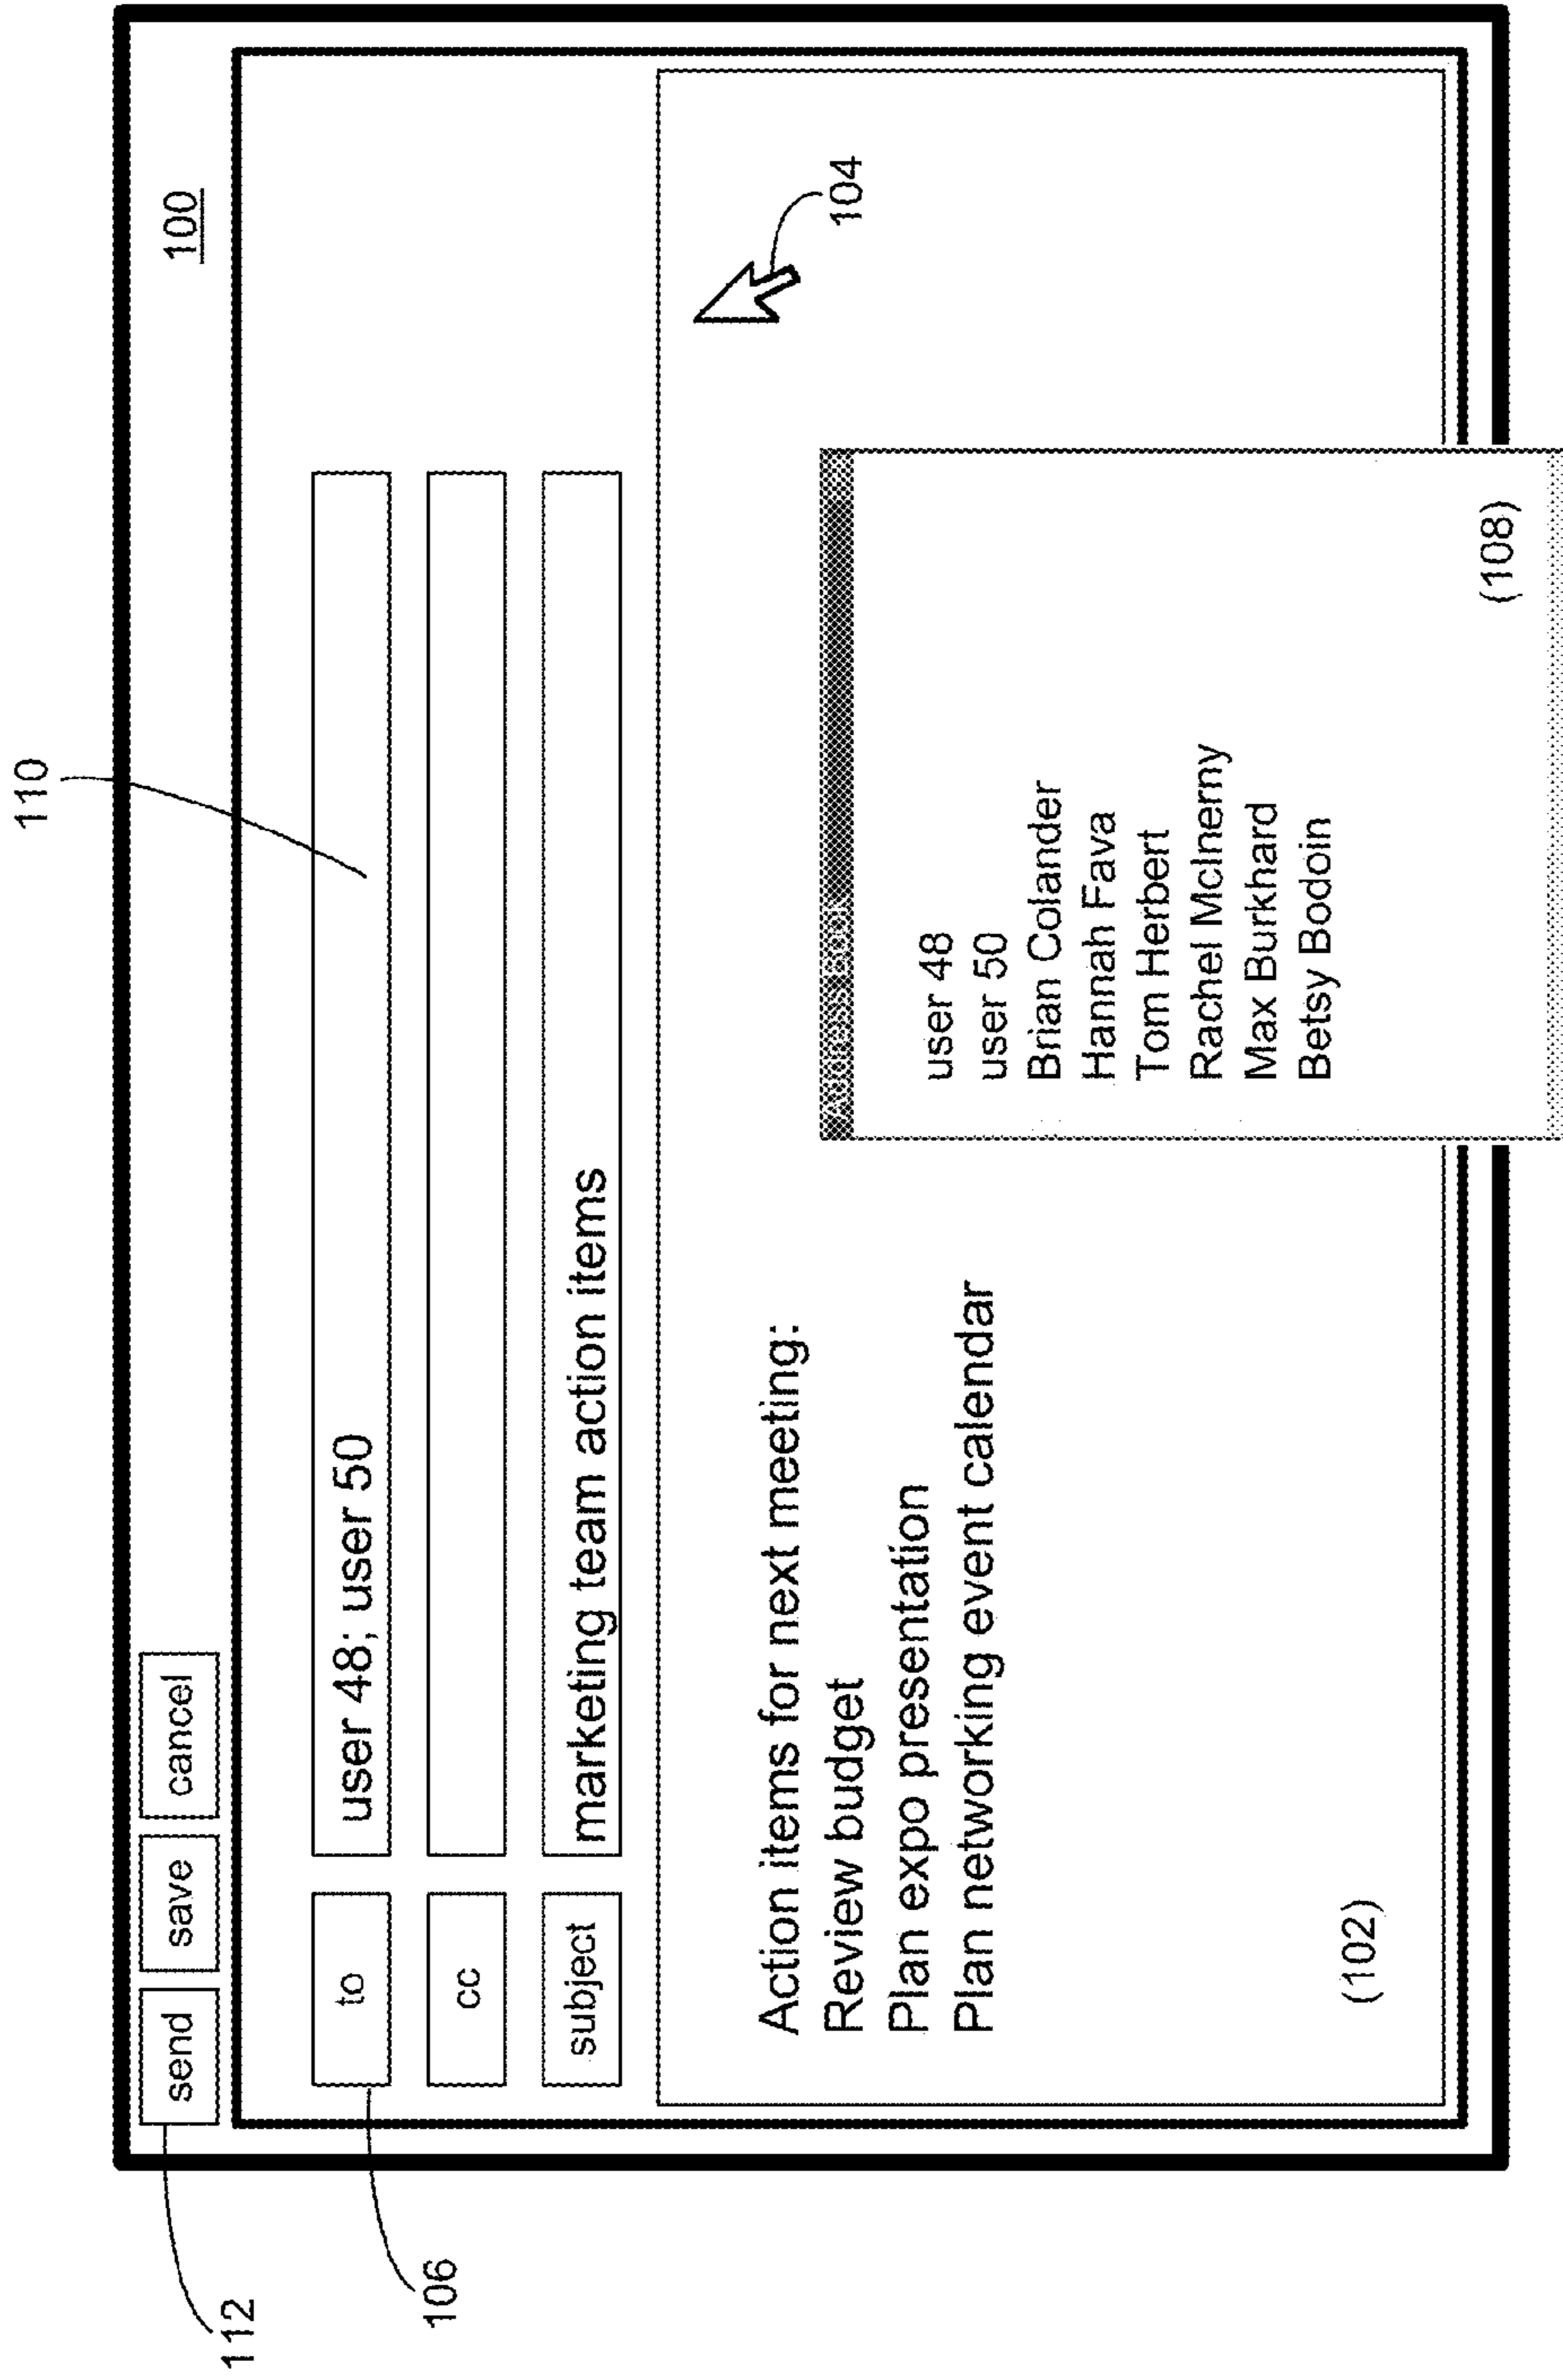 110
100
112
send save cancel
106
to user 48; user 50
cc
subject marketing team action items
104
Action items for next meeting:
Review budget
Plan expo presentation
Plan networking event calendar
(102)
Address Book
user 48
user 50
Brian Colander
Hannah Fava
Tom Herbert
Rachel McInerny
Max Burkhard
Betsy Bodoin
(108)